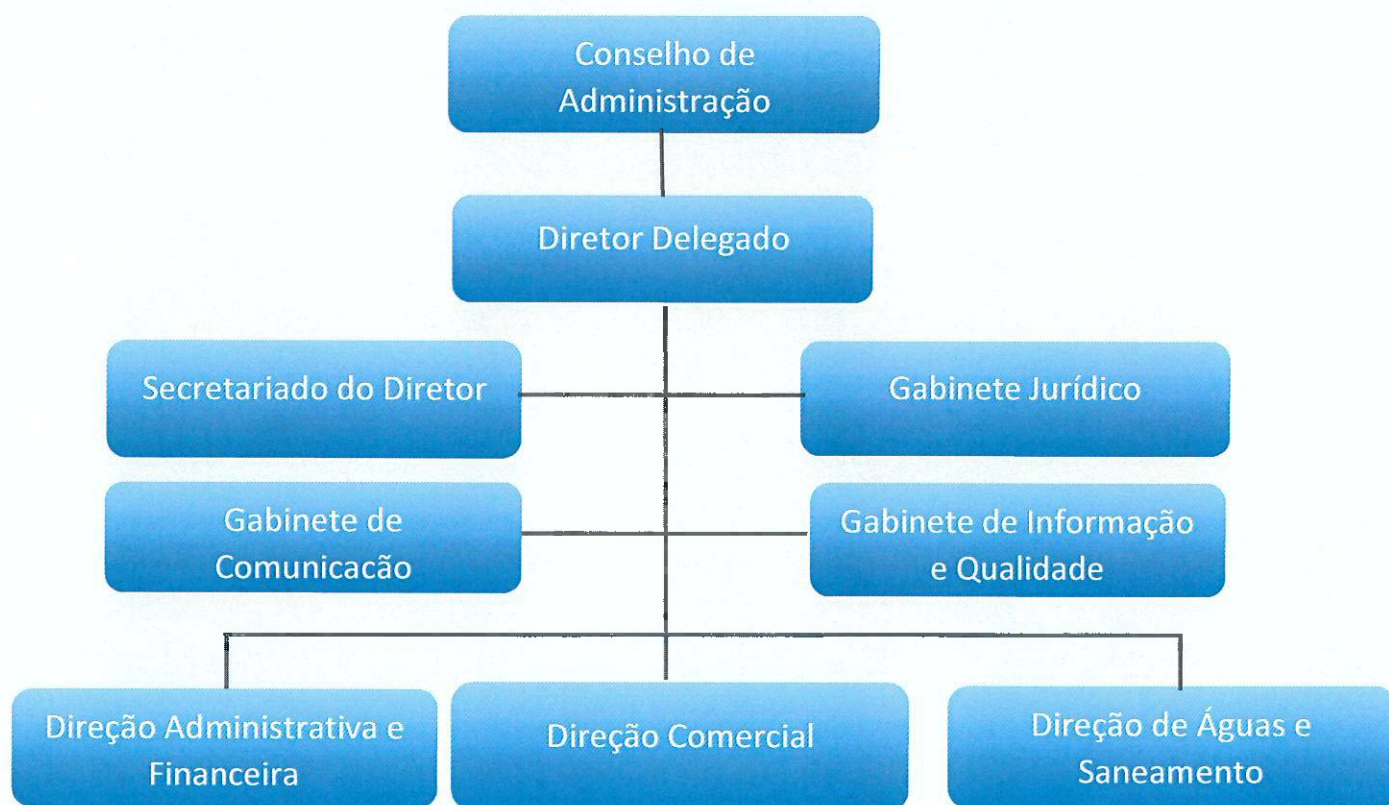 Conselho de
Administração
Diretor Delegado
Secretariado do Diretor
Gabinete Jurídico
Gabinete de
Comunicacão
Gabinete de Informação
e Qualidade
Direção Administrativa e
Financeira
Direção Comercial
Direção de Águas e
Saneamento